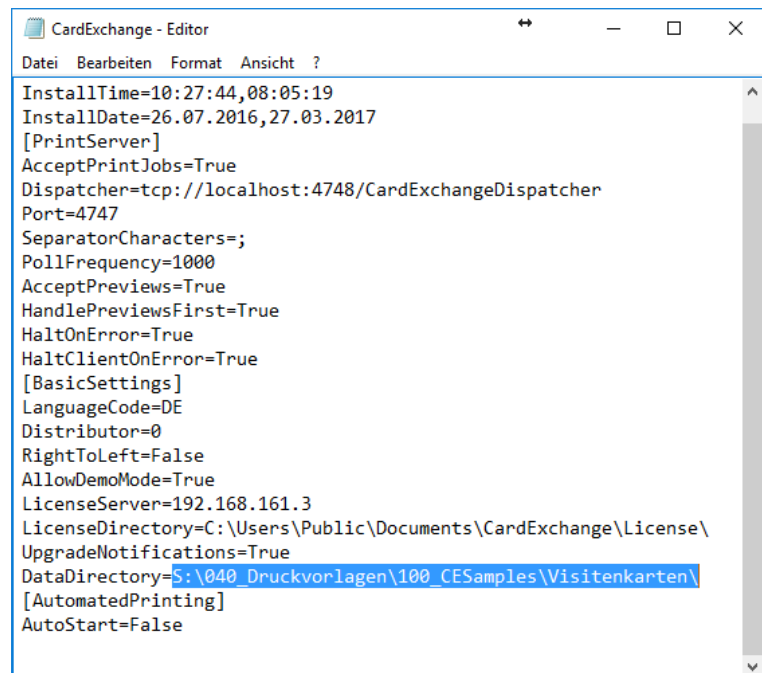 CardExchange - Editor
Datei Bearbeiten Format Ansicht ?
InstallTime=10:27:44,08:05:19
InstallDate=26.07.2016,27.03.2017
[PrintServer]
AcceptPrintJobs=True
Dispatcher=tcp://localhost:4748/CardExchangeDispatcher
Port=4747
SeparatorCharacters=;
PollFrequency=1000
AcceptPreviews=True
HandlePreviewsFirst=True
HaltOnError=True
HaltClientOnError=True
[BasicSettings]
LanguageCode=DE
Distributor=0
RightToLeft=False
AllowDemoMode=True
LicenseServer=192.168.161.3
LicenseDirectory=C:\Users\Public\Documents\CardExchange\License\
UpgradeNotifications=True
DataDirectory=S:\040_Druckvorlagen\100_CESamples\Visitenkarten\
[AutomatedPrinting]
AutoStart=False